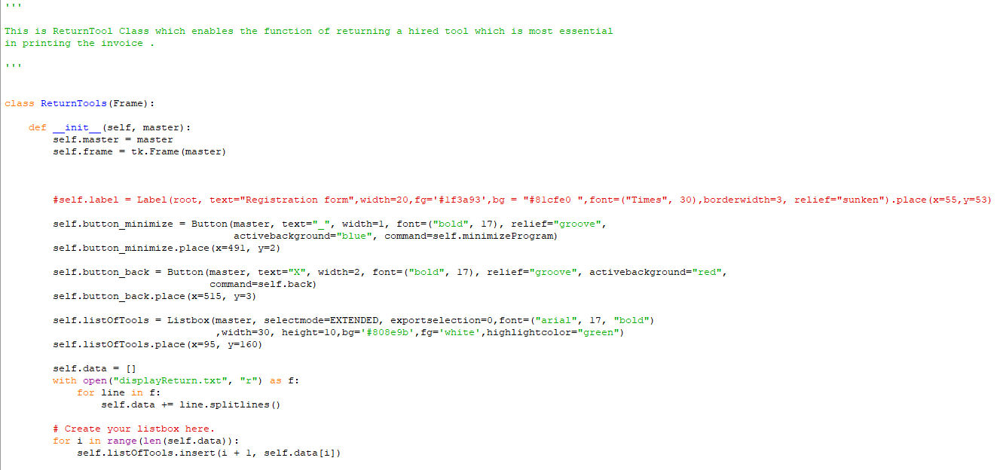 '''
This is ReturnTool Class which enables the function of returning a hired tool which is most essential
in printing the invoice .
'''
class ReturnTools(Frame):
    def __init__(self, master):
        self.master = master
        self.frame = tk.Frame(master)
        #self.label = Label(root, text="Registration form",width=20,fg='#1f3a93',bg = "#81cfe0 ",font=("Times", 30),borderwidth=3, relief="sunken").place(x=55,y=53)
        self.button_minimize = Button(master, text="_", width=1, font=("bold", 17), relief="groove",
                                      activebackground="blue", command=self.minimizeProgram)
        self.button_minimize.place(x=491, y=2)
        self.button_back = Button(master, text="X", width=2, font=("bold", 17), relief="groove", activebackground="red",
                                  command=self.back)
        self.button_back.place(x=515, y=3)
        self.listOfTools = Listbox(master, selectmode=EXTENDED, exportselection=0,font=("arial", 17, "bold")
                                   ,width=30, height=10,bg='#808e9b',fg='white',highlightcolor="green")
        self.listOfTools.place(x=95, y=160)
        self.data = []
        with open("displayReturn.txt", "r") as f:
            for line in f:
                self.data += line.splitlines()
        # Create your listbox here.
        for i in range(len(self.data)):
            self.listOfTools.insert(i + 1, self.data[i])